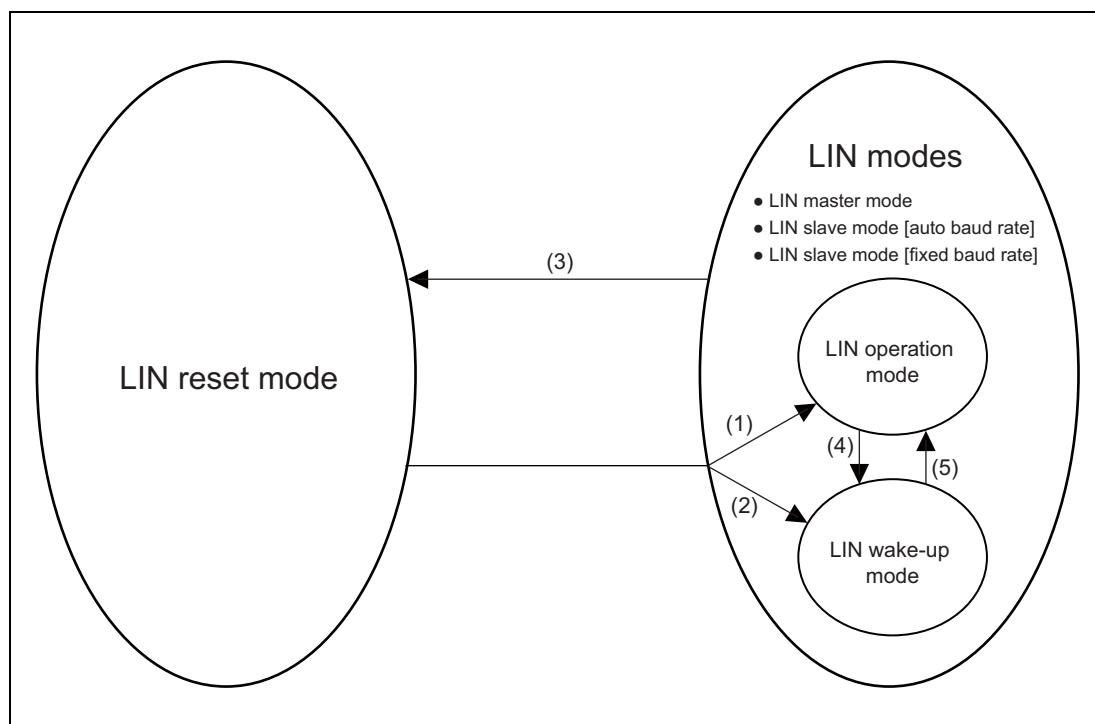 LIN reset mode
(3)
LIN modes
● LIN master mode
● LIN slave mode [auto baud rate]
● LIN slave mode [fixed baud rate]
LIN operation
mode
(1)
(4)
(5)
(2)
LIN wake-up
mode